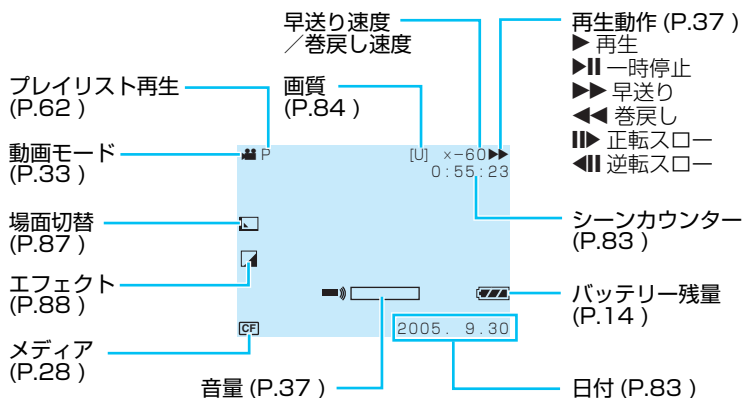 早送り速度
／巻戻し速度
再生動作 (P.37 )
▶ 再生
▶II 一時停止
▶▶ 早送り
◀◀ 巻戻し
II▶ 正転スロー
◀II 逆転スロー
プレイリスト再生
(P.62 )
画質
(P.84 )
動画モード
(P.33 )
P
[U] ×-60▶▶
0:55:23
場面切替
(P.87 )
シーンカウンター
(P.83 )
エフェクト
(P.88 )
バッテリー残量
(P.14 )
メディア
(P.28 )
CF
2005. 9.30
音量 (P.37 )
日付 (P.83 )